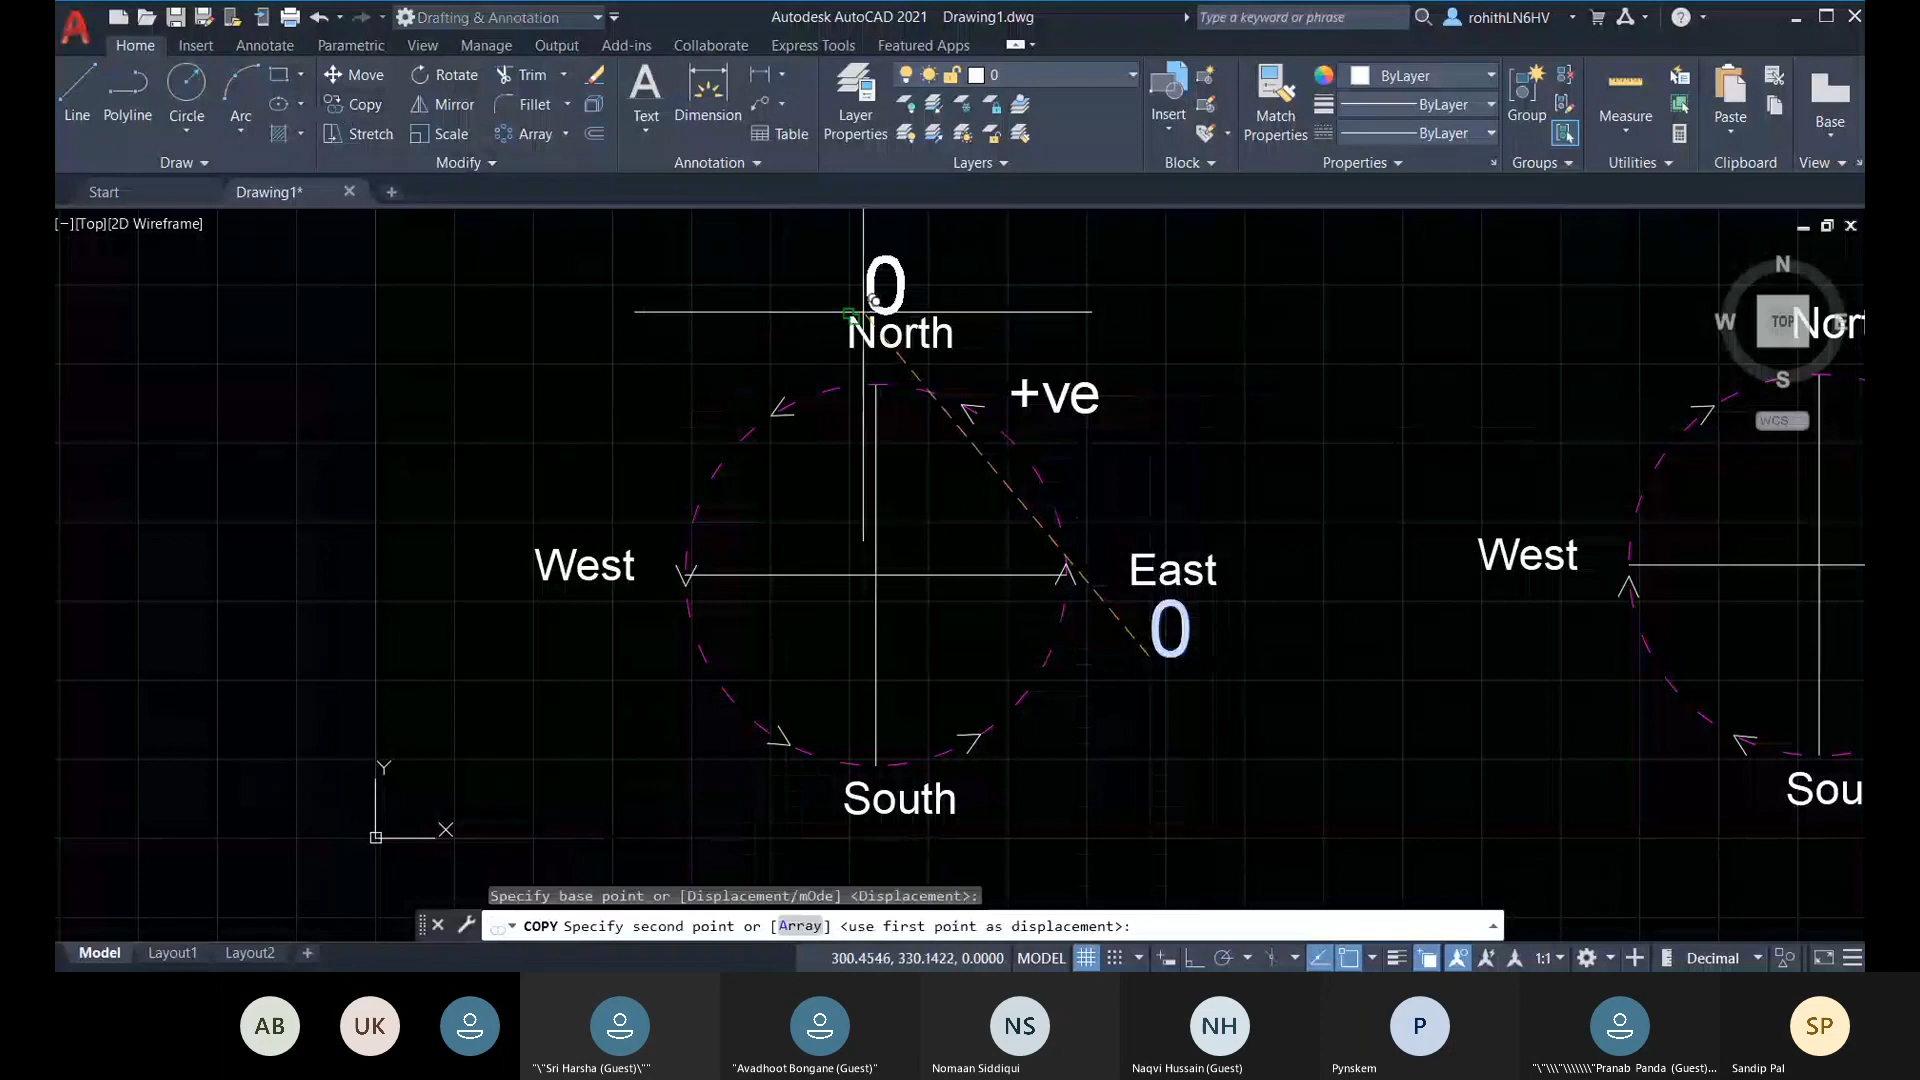 Drafting & Annotation
Autodesk AutoCAD 2021 Drawing1.dwg
Type a keyword or phrase
rohithLN6HV
Home Insert Annotate Parametric View Manage Output Add-ins Collaborate Express Tools Featured Apps
Line Polyline Circle Arc
Move Rotate Trim
Copy Mirror Fillet
Stretch Scale Array
Text Dimension Table
Layer Properties
0
Insert
Match Properties
ByLayer
ByLayer
ByLayer
Group Measure Paste Base
Draw Modify Annotation Layers Block Properties Groups Utilities Clipboard View
Start Drawing1*
[−][Top][2D Wireframe]
0
North
+ve
West
East
0
South
N
W TOP E
S
WCS
Nort
West
Sou
Y
X
Specify base point or [Displacement/mOde] <Displacement>:
COPY Specify second point or [Array] <use first point as displacement>:
Model Layout1 Layout2
300.4546, 330.1422, 0.0000 MODEL 1:1 Decimal
AB UK NS NH P SP
"\"Sri Harsha (Guest)\""
"Avadhoot Bongane (Guest)"
Nomaan Siddiqui
Naqvi Hussain (Guest)
Pynskem
"\"\\\"\\\\\\\"Pranab Panda (Guest)...
Sandip Pal